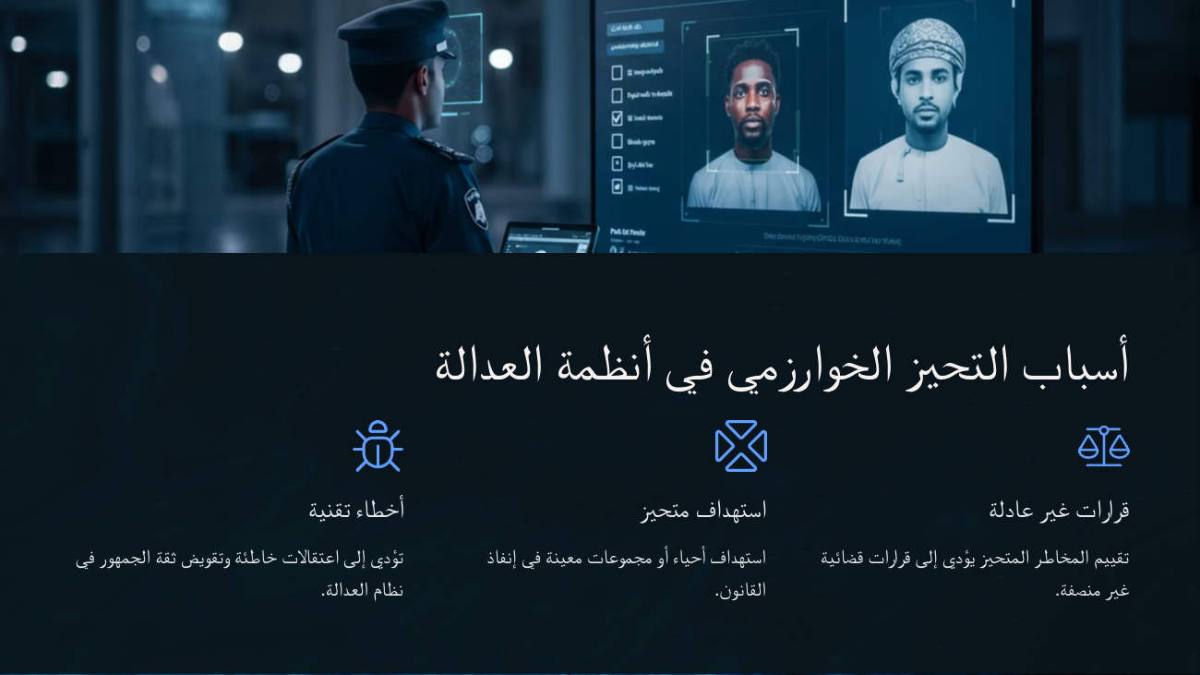 أسباب التحيز الخوارزمي في أنظمة العدالة
قرارات غير عادلة
تقييم المخاطر المتحيز يؤدي إلى قرارات قضائية
غير منصفة.
استهداف متحيز
استهداف أحياء أو مجموعات معينة في إنفاذ
القانون.
أخطاء تقنية
تؤدي إلى اعتقالات خاطئة وتقويض ثقة الجمهور في
نظام العدالة.